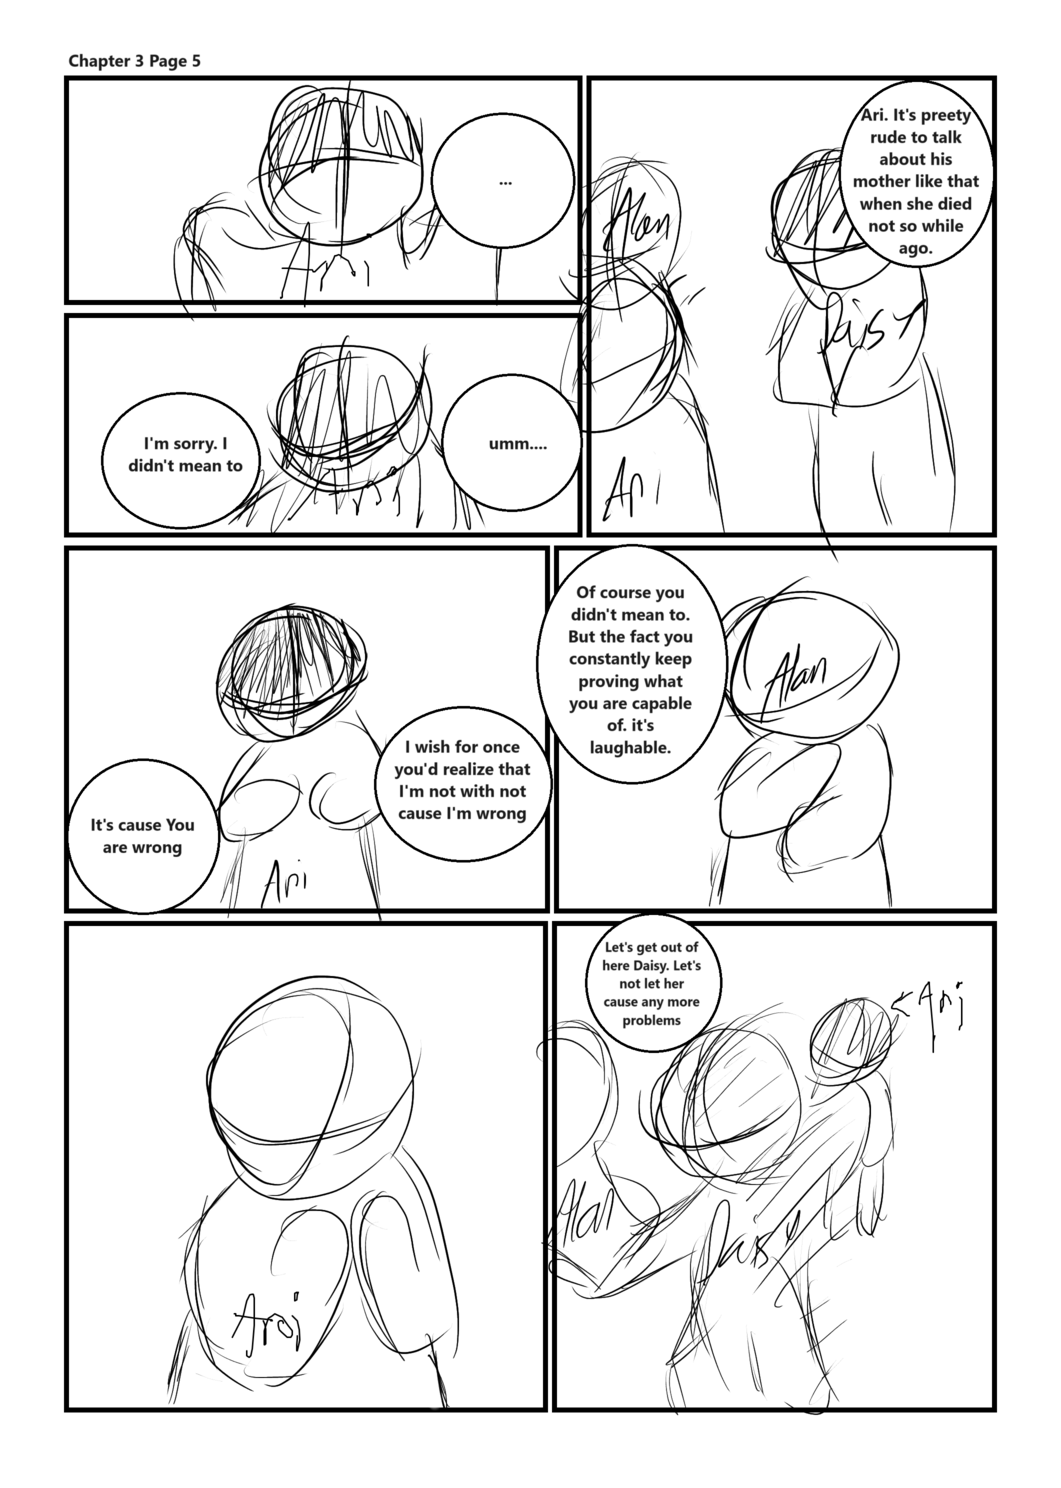 Chapter 3 Page 5
...
Ari
Ari. It's preety
rude to talk
about his
mother like that
when she died
not so while
ago.
Alan
Daisy
Ari
I'm sorry. I
didn't mean to
umm....
Ari
I wish for once
you'd realize that
I'm not with not
cause I'm wrong
It's cause You
are wrong
Ari
Of course you
didn't mean to.
But the fact you
constantly keep
proving what
you are capable
of. it's
laughable.
Alan
Ari
Let's get out of
here Daisy. Let's
not let her
cause any more
problems
Ari
Alan
Daisy